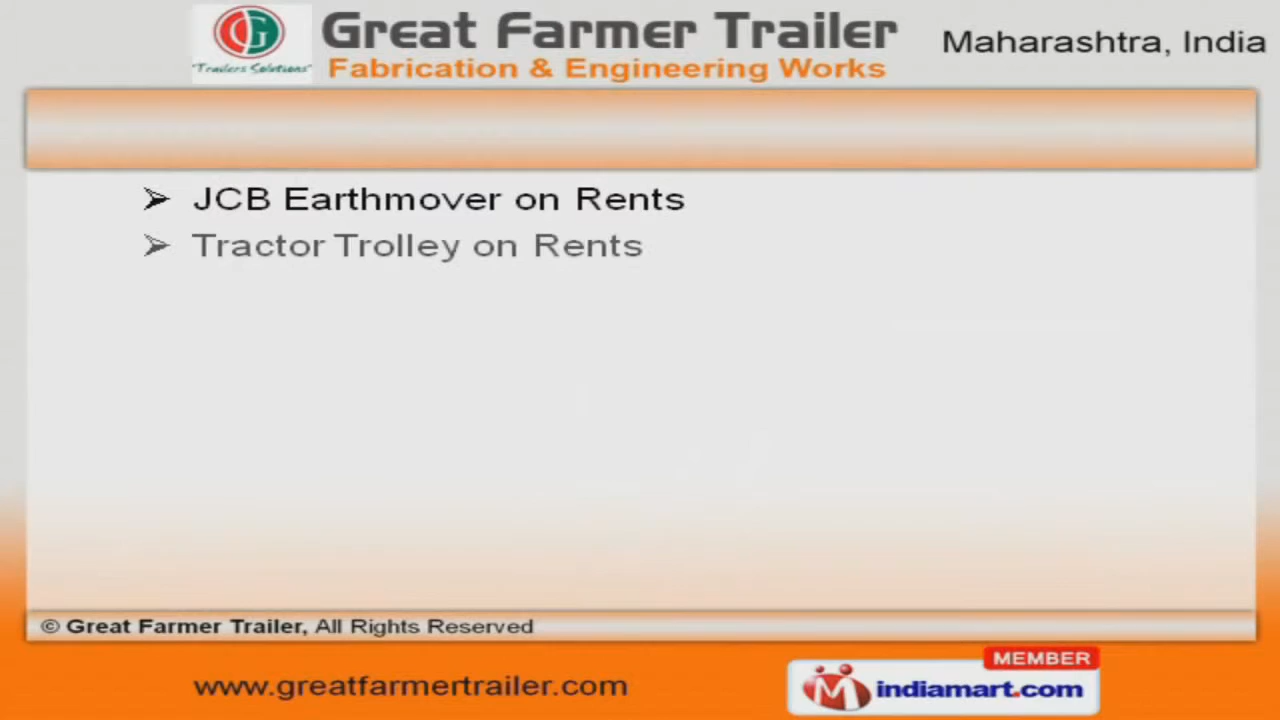 G
"Trailers Solutions"
Great Farmer Trailer
Fabrication & Engineering Works
Maharashtra, India
➢ JCB Earthmover on Rents
➢ Tractor Trolley on Rents
© Great Farmer Trailer, All Rights Reserved
www.greatfarmertrailer.com
MEMBER
indiamart.com